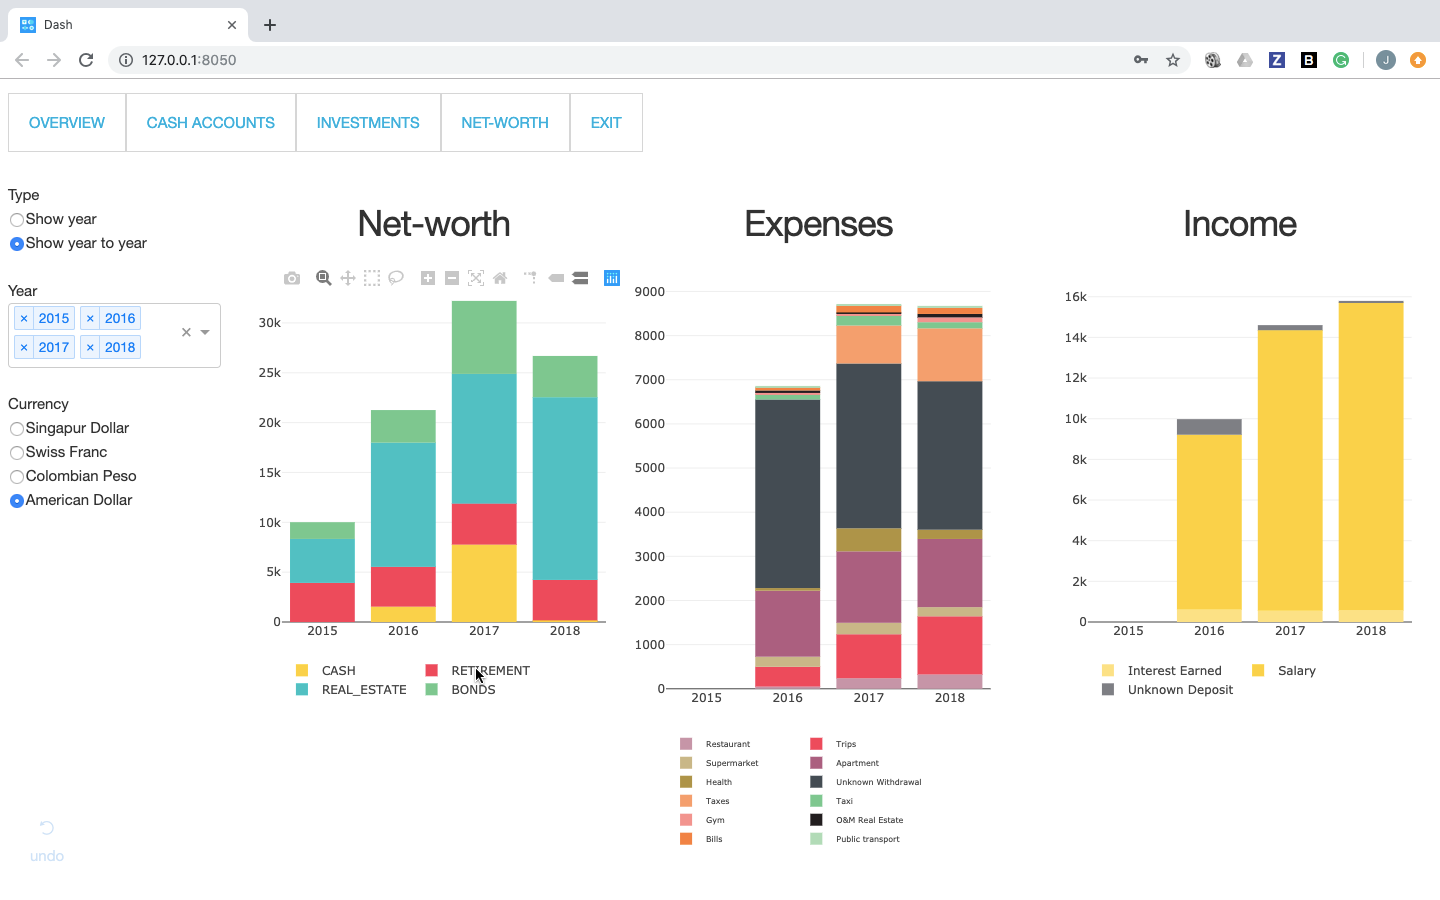 Dash
127.0.0.1:8050
Z
B
G
J
OVERVIEW
CASH ACCOUNTS
INVESTMENTS
NET-WORTH
EXIT
Type
Show year
Show year to year
Year
× 2015 × 2016
× 2017 × 2018
Currency
Singapur Dollar
Swiss Franc
Colombian Peso
American Dollar
undo
Net-worth
30k
25k
20k
15k
10k
5k
0
2015 2016 2017 2018
CASH RETIREMENT
REAL_ESTATE BONDS
Expenses
9000
8000
7000
6000
5000
4000
3000
2000
1000
0
2015 2016 2017 2018
Restaurant Trips
Supermarket Apartment
Health Unknown Withdrawal
Taxes Taxi
Gym O&M Real Estate
Bills Public transport
Income
16k
14k
12k
10k
8k
6k
4k
2k
0
2015 2016 2017 2018
Interest Earned Salary
Unknown Deposit